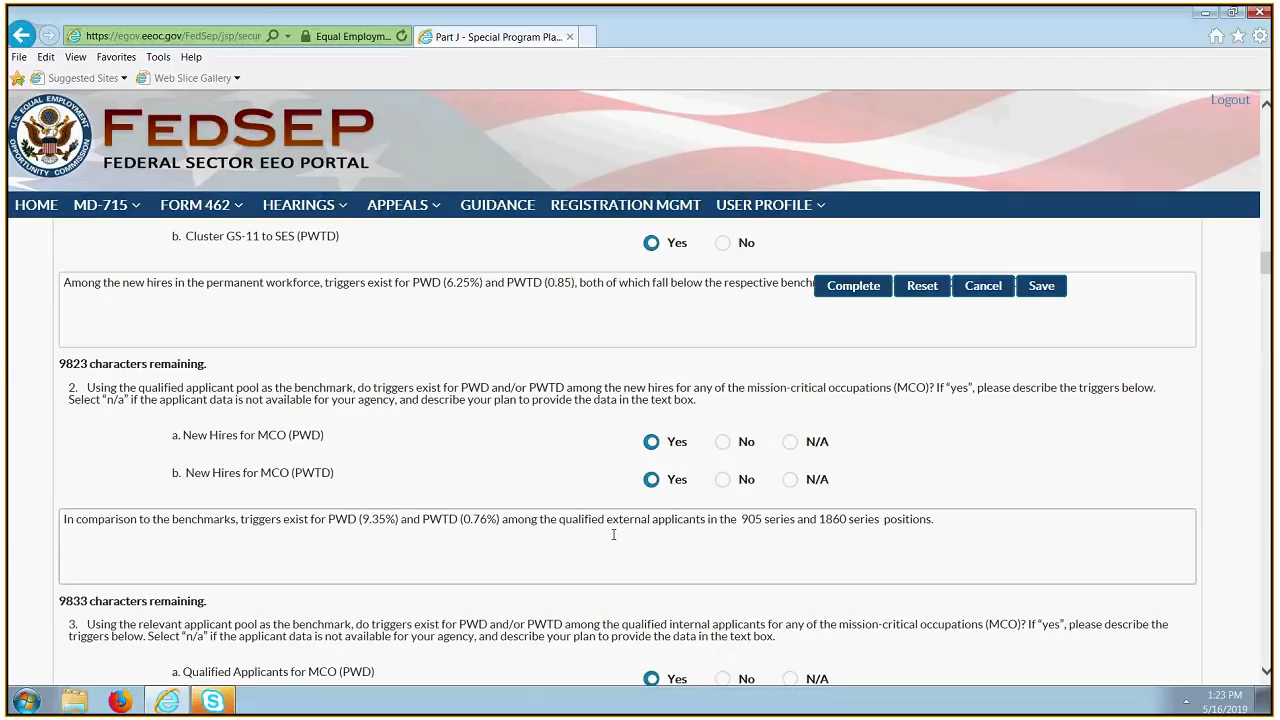 https://egov.eeoc.gov/FedSep/jsp/secur
Equal Employm...
Part J - Special Program Pla...
File Edit View Favorites Tools Help
Suggested Sites
Web Slice Gallery
Logout
U.S. EQUAL EMPLOYMENT OPPORTUNITY COMMISSION
FEDSEP
FEDERAL SECTOR EEO PORTAL
HOME MD-715 FORM 462 HEARINGS APPEALS GUIDANCE REGISTRATION MGMT USER PROFILE
b. Cluster GS-11 to SES (PWTD) Yes No
Among the new hires in the permanent workforce, triggers exist for PWD (6.25%) and PWTD (0.85), both of which fall below the respective bench
Complete Reset Cancel Save
9823 characters remaining.
2. Using the qualified applicant pool as the benchmark, do triggers exist for PWD and/or PWTD among the new hires for any of the mission-critical occupations (MCO)? If "yes", please describe the triggers below.
Select "n/a" if the applicant data is not available for your agency, and describe your plan to provide the data in the text box.
a. New Hires for MCO (PWD) Yes No N/A
b. New Hires for MCO (PWTD) Yes No N/A
In comparison to the benchmarks, triggers exist for PWD (9.35%) and PWTD (0.76%) among the qualified external applicants in the 905 series and 1860 series positions.
9833 characters remaining.
3. Using the relevant applicant pool as the benchmark, do triggers exist for PWD and/or PWTD among the qualified internal applicants for any of the mission-critical occupations (MCO)? If "yes", please describe the
triggers below. Select "n/a" if the applicant data is not available for your agency, and describe your plan to provide the data in the text box.
a. Qualified Applicants for MCO (PWD) Yes No N/A
1:23 PM
5/16/2019